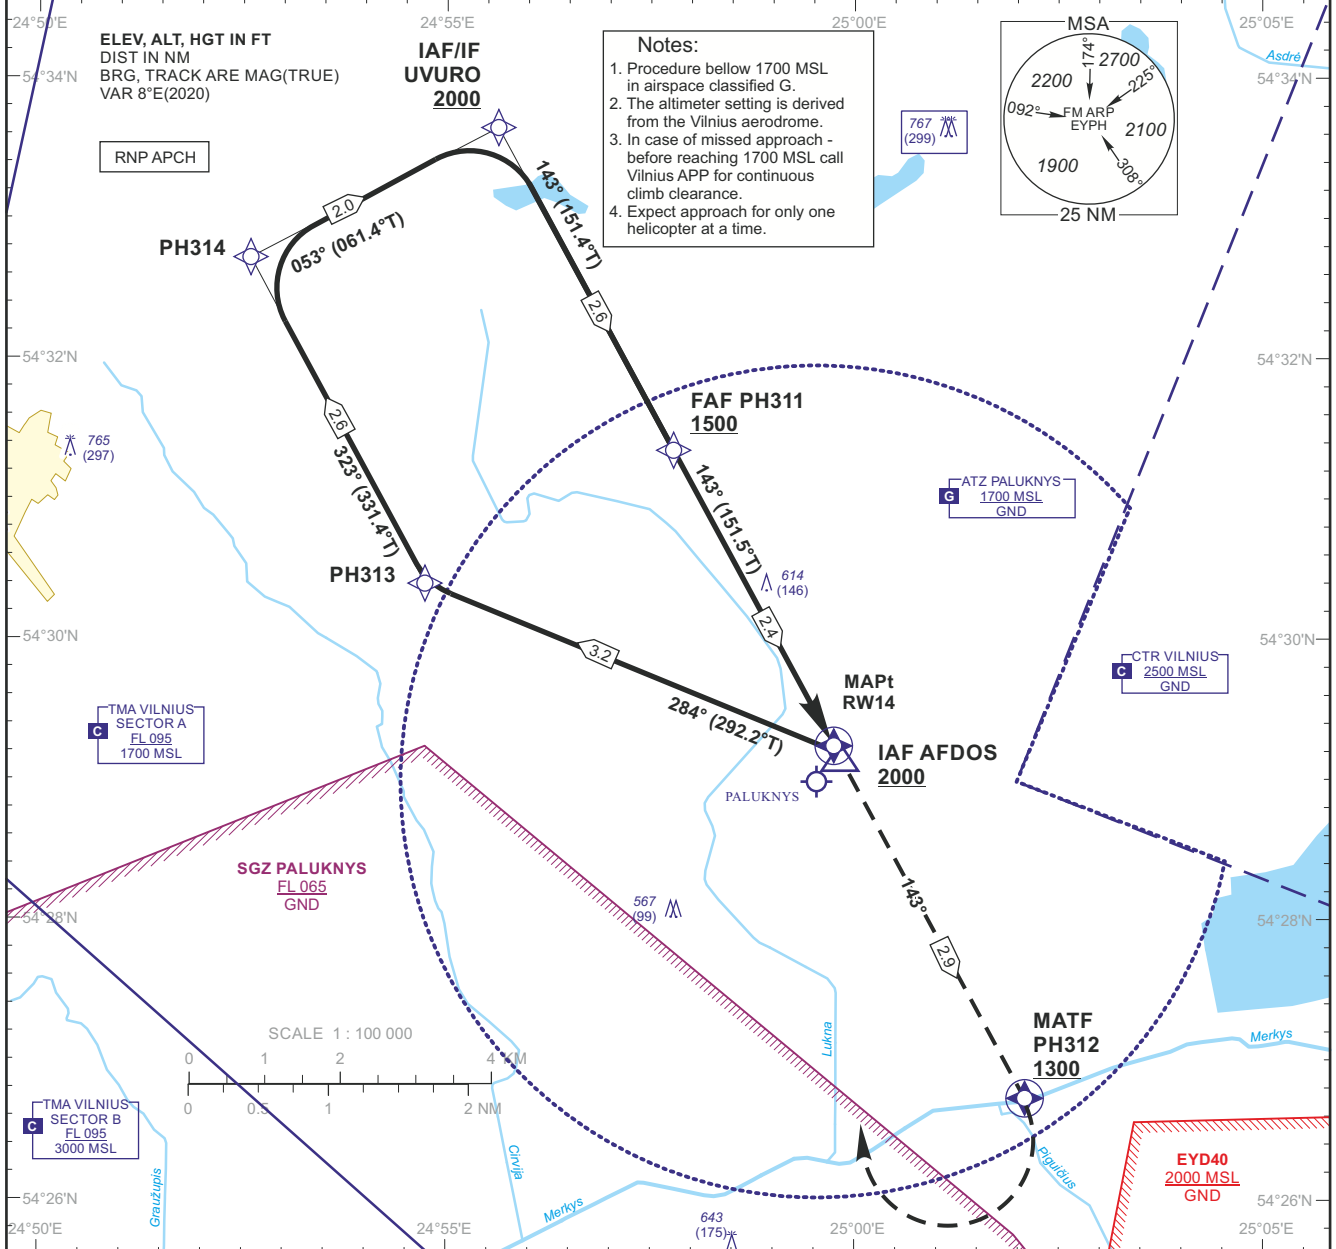 24°50'E
24°55'E
25°00'E
25°05'E
ELEV, ALT, HGT IN FT
DIST IN NM
BRG, TRACK ARE MAG(TRUE)
VAR 8°E(2020)
RNP APCH
IAF/IF
UVURO
2000
Notes:
1. Procedure bellow 1700 MSL
in airspace classified G.
2. The altimeter setting is derived
from the Vilnius aerodrome.
3. In case of missed approach -
before reaching 1700 MSL call
Vilnius APP for continuous
climb clearance.
4. Expect approach for only one
helicopter at a time.
MSA
174°
2700
225°
2200
092°
FM ARP
EYPH
2100
1900
308°
25 NM
Asdrė
54°34'N
54°34'N
767
(299)
2.0
053° (061.4°T)
143° (151.4°T)
PH314
2.6
54°32'N
54°32'N
FAF PH311
1500
2.6
323° (331.4°T)
765
(297)
143° (151.5°T)
ATZ PALUKNYS
G
1700 MSL
GND
PH313
614
(146)
2.4
54°30'N
54°30'N
3.2
284° (292.2°T)
CTR VILNIUS
C
2500 MSL
GND
MAPt
RW14
IAF AFDOS
2000
PALUKNYS
TMA VILNIUS
SECTOR A
C
FL 095
1700 MSL
SGZ PALUKNYS
FL 065
GND
567
(99)
143°
2.9
54°28'N
54°28'N
SCALE 1 : 100 000
0
1
2
4 KM
0
0.5
1
2 NM
Lukna
MATF
PH312
1300
Merkys
TMA VILNIUS
SECTOR B
C
FL 095
3000 MSL
Graužupis
Cirvija
Merkys
Piguičius
EYD40
2000 MSL
GND
643
(175)
54°26'N
54°26'N
24°50'E
24°55'E
25°00'E
25°05'E